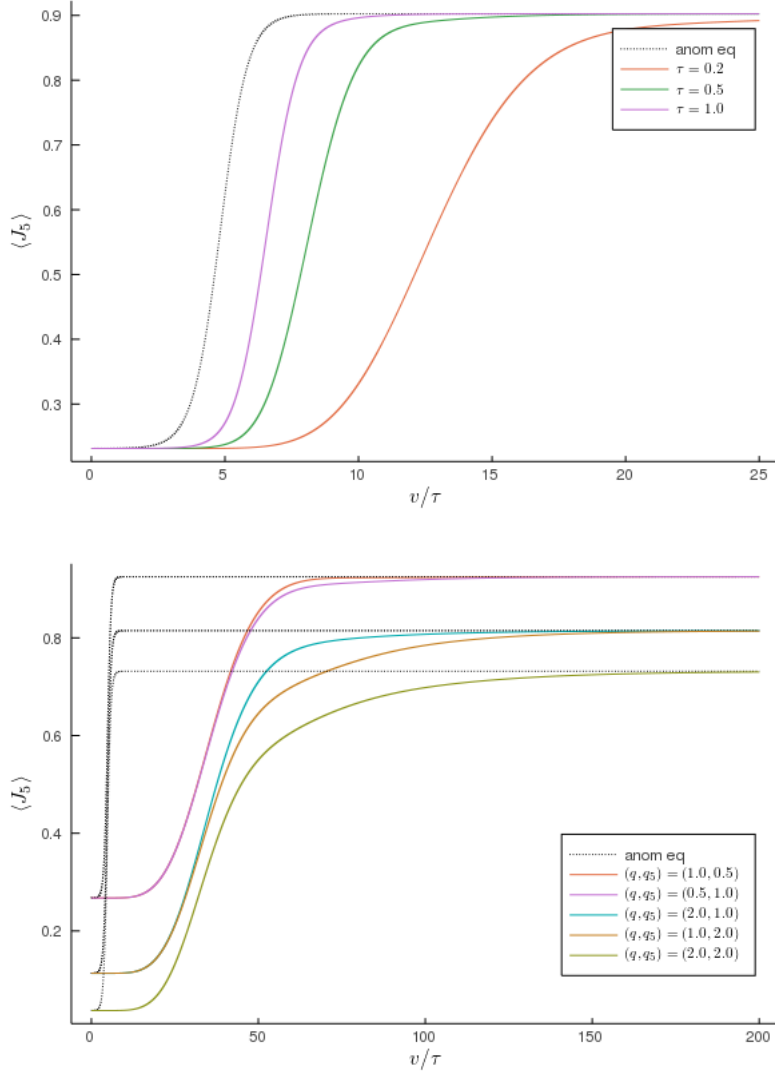 0.9
0.8
0.7
0.6
0.5
0.4
0.3
⟨J₅⟩
anom eq
τ = 0.2
τ = 0.5
τ = 1.0
0 5 10 15 20 25
v/τ
0.8
0.6
0.4
0.2
⟨J₅⟩
anom eq
(q, q₅) = (1.0, 0.5)
(q, q₅) = (0.5, 1.0)
(q, q₅) = (2.0, 1.0)
(q, q₅) = (1.0, 2.0)
(q, q₅) = (2.0, 2.0)
0 50 100 150 200
v/τ